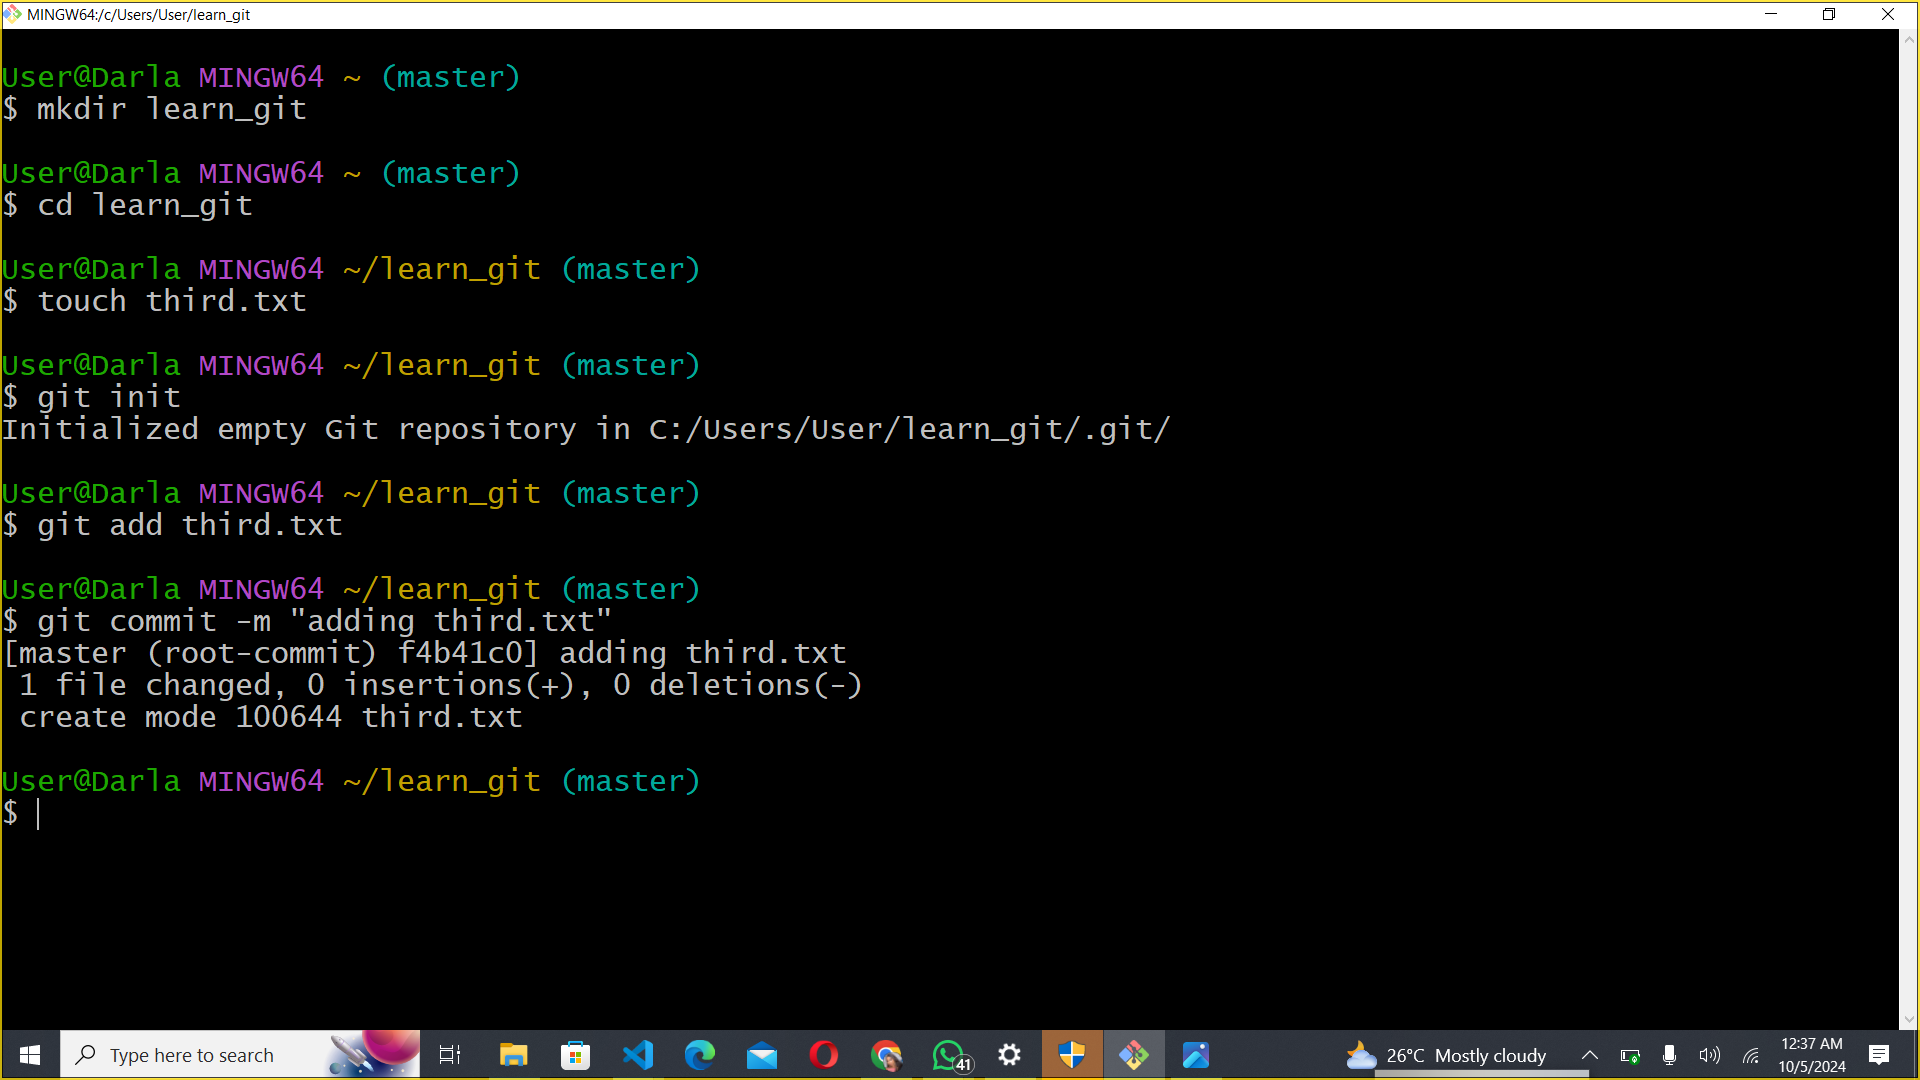 MINGW64:/c/Users/User/learn_git
User@Darla MINGW64 ~ (master)
$ mkdir learn_git
User@Darla MINGW64 ~ (master)
$ cd learn_git
User@Darla MINGW64 ~/learn_git (master)
$ touch third.txt
User@Darla MINGW64 ~/learn_git (master)
$ git init
Initialized empty Git repository in C:/Users/User/learn_git/.git/
User@Darla MINGW64 ~/learn_git (master)
$ git add third.txt
User@Darla MINGW64 ~/learn_git (master)
$ git commit -m "adding third.txt"
[master (root-commit) f4b41c0] adding third.txt
 1 file changed, 0 insertions(+), 0 deletions(-)
 create mode 100644 third.txt
User@Darla MINGW64 ~/learn_git (master)
$
Type here to search
41
26°C Mostly cloudy
12:37 AM
10/5/2024